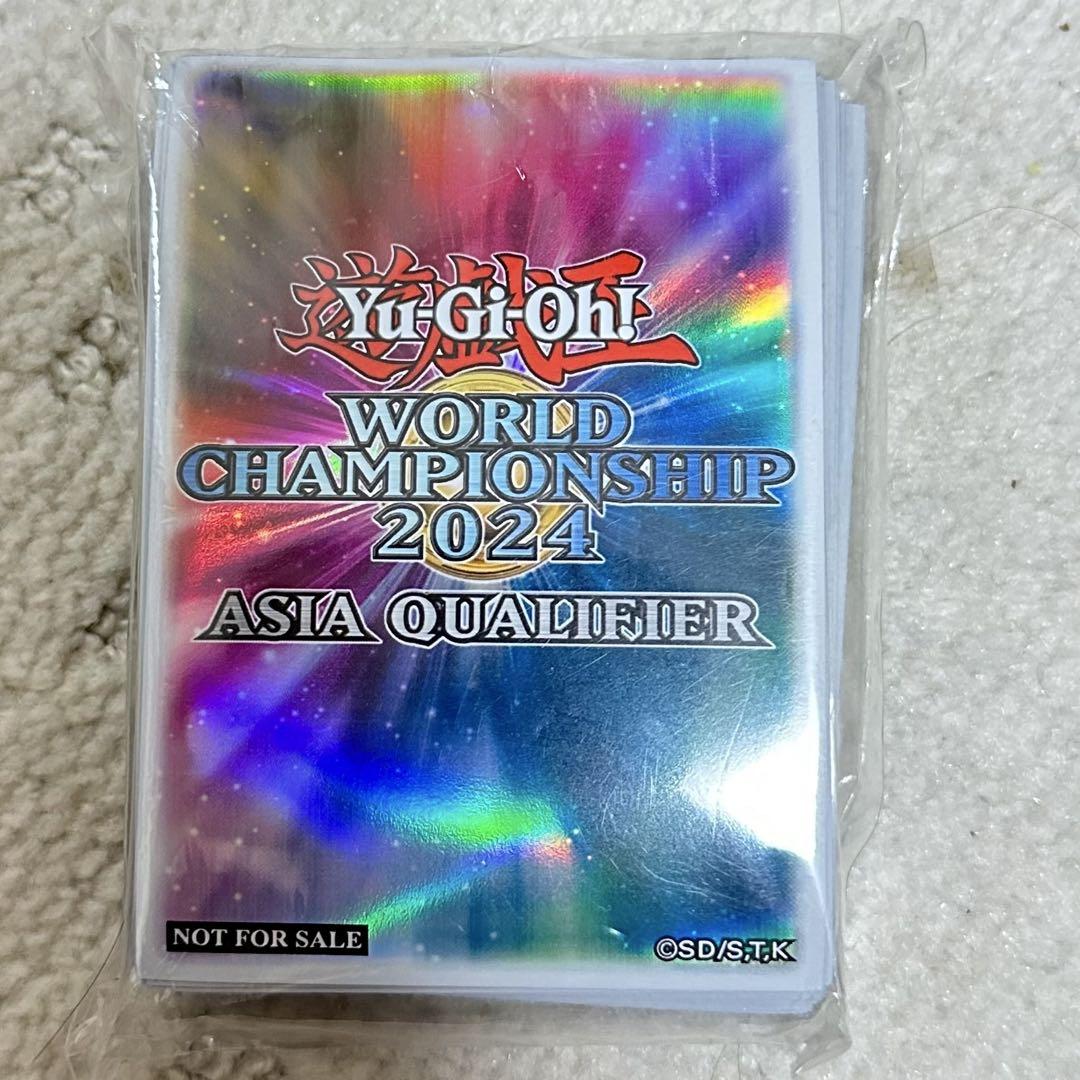 遊戯王
Yu-Gi-Oh!
WORLD
CHAMPIONSHIP
2024
ASIA QUALIFIER
NOT FOR SALE
©SD/S,T,K